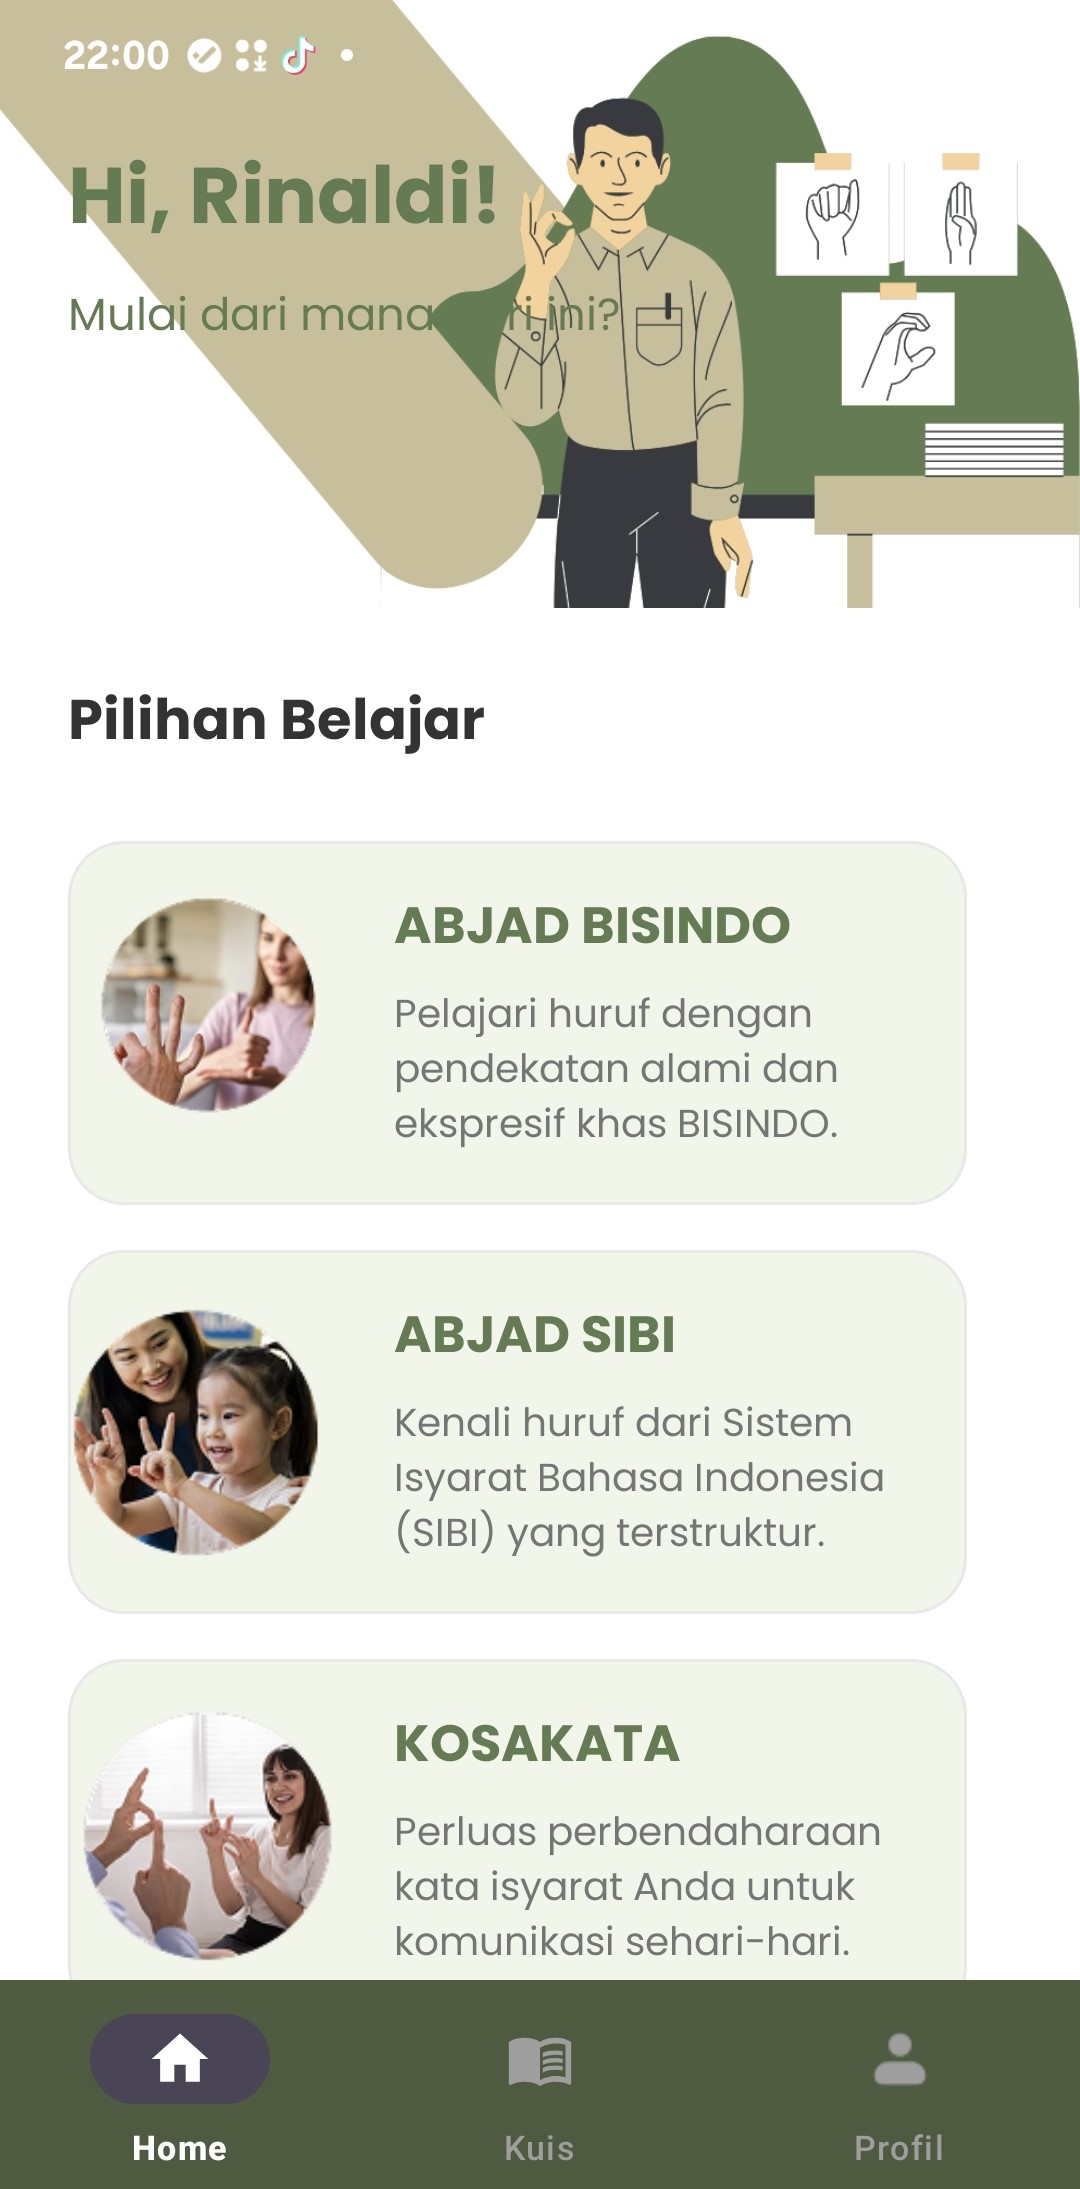 22:00
Hi, Rinaldi!
Mulai dari mana ini?
Pilihan Belajar
ABJAD BISINDO
Pelajari huruf dengan
pendekatan alami dan
ekspresif khas BISINDO.
ABJAD SIBI
Kenali huruf dari Sistem
Isyarat Bahasa Indonesia
(SIBI) yang terstruktur.
KOSAKATA
Perluas perbendaharaan
kata isyarat Anda untuk
komunikasi sehari-hari.
Home
Kuis
Profil